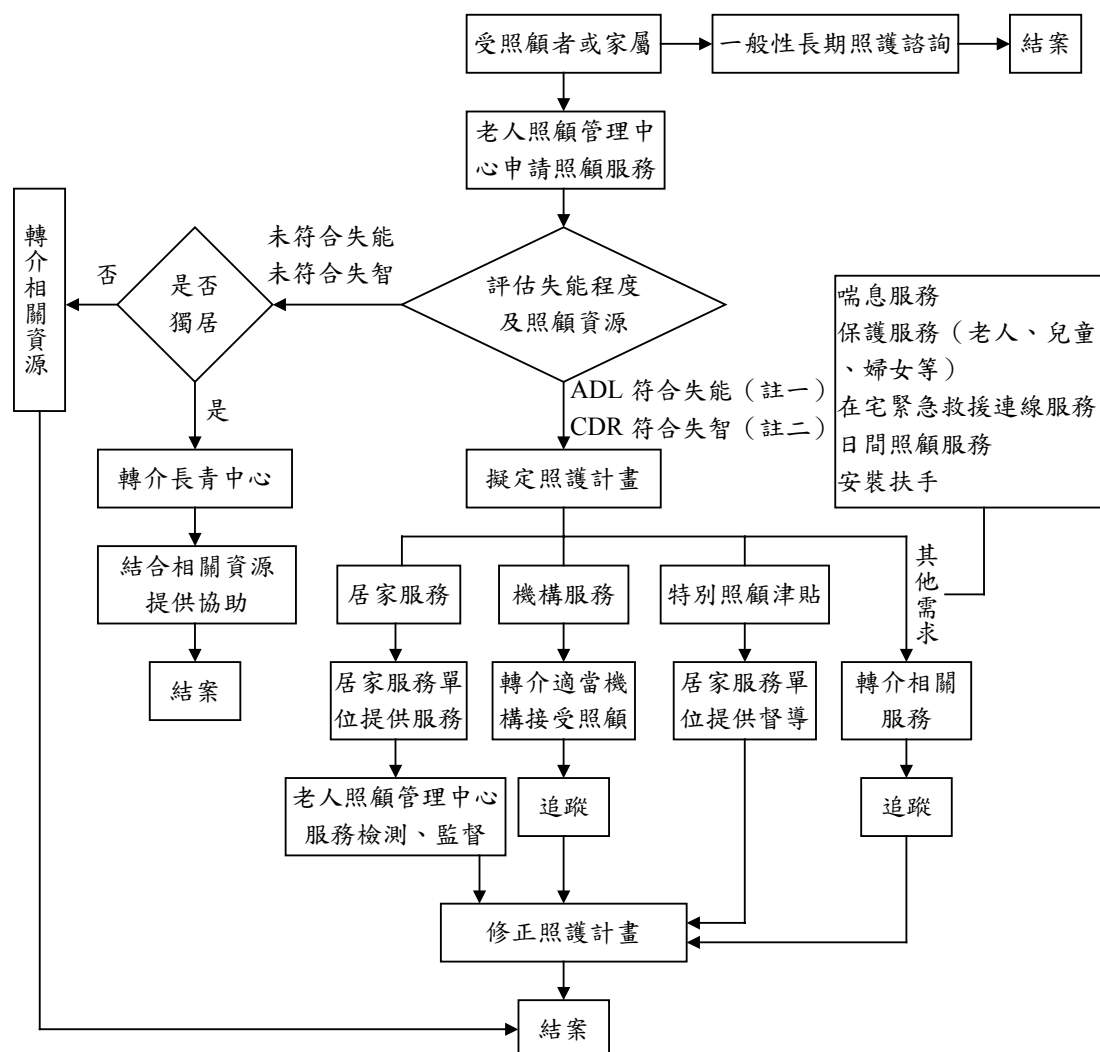 受照顧者或家屬
一般性長期照護諮詢
結案
老人照顧管理中
心申請照顧服務
轉介相關資源
否
是否
獨居
未符合失能
未符合失智
評估失能程度
及照顧資源
喘息服務
保護服務（老人、兒童
、婦女等）
在宅緊急救援連線服務
日間照顧服務
安裝扶手
ADL 符合失能（註一）
CDR 符合失智（註二）
是
轉介長青中心
擬定照護計畫
結合相關資源
提供協助
結案
居家服務
機構服務
特別照顧津貼
其他需求
居家服務單
位提供服務
轉介適當機
構接受照顧
居家服務單
位提供督導
轉介相關
服務
老人照顧管理中心
服務檢測、監督
追蹤
追蹤
修正照護計畫
結案